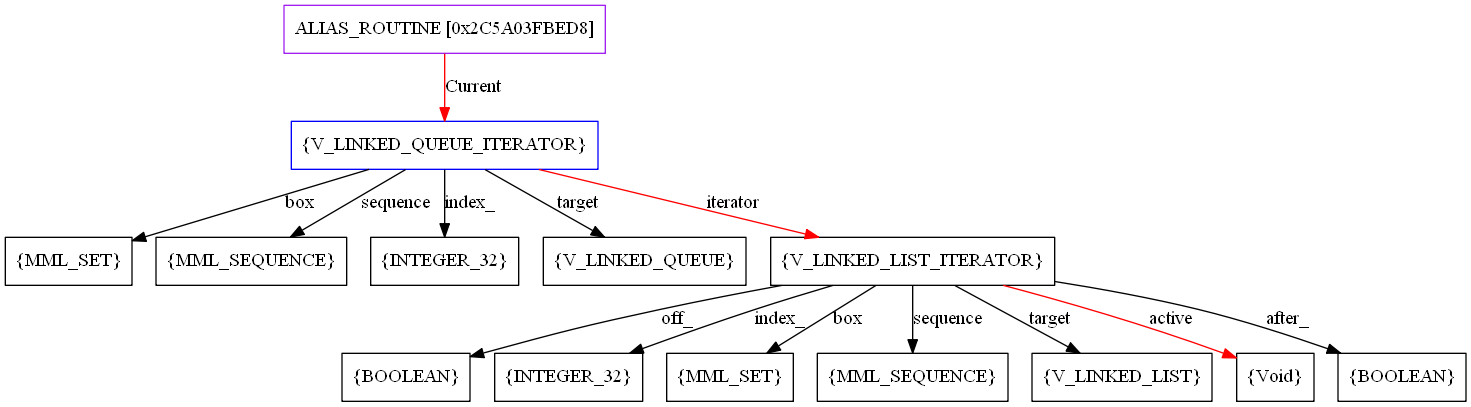 ALIAS_ROUTINE [0x2C5A03FBED8]
Current
{V_LINKED_QUEUE_ITERATOR}
box
sequence
index_
target
iterator
{MML_SET}
{MML_SEQUENCE}
{INTEGER_32}
{V_LINKED_QUEUE}
{V_LINKED_LIST_ITERATOR}
off_
index_
box
sequence
target
active
after_
{BOOLEAN}
{INTEGER_32}
{MML_SET}
{MML_SEQUENCE}
{V_LINKED_LIST}
{Void}
{BOOLEAN}